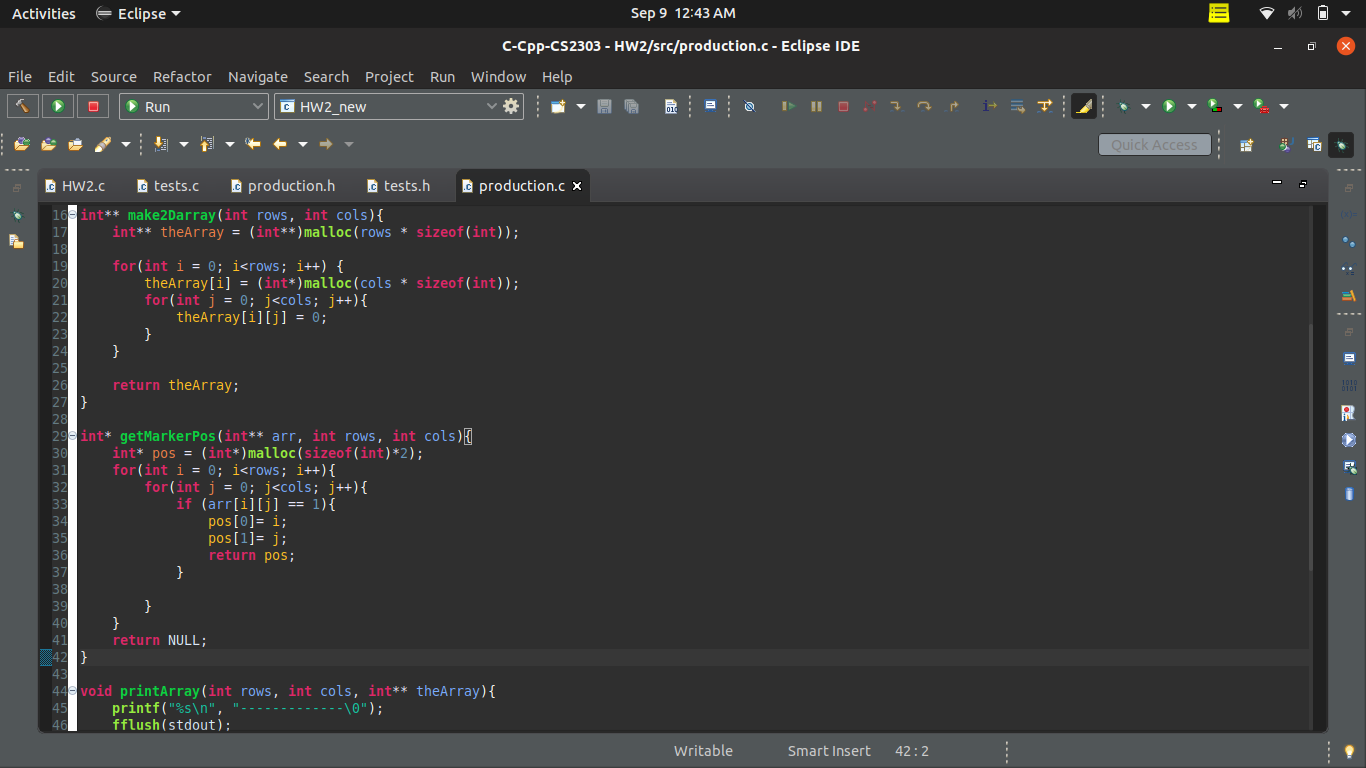 Activities Eclipse Sep 9 12:43 AM
C-Cpp-CS2303 - HW2/src/production.c - Eclipse IDE
File Edit Source Refactor Navigate Search Project Run Window Help
Run HW2_new
Quick Access
HW2.c tests.c production.h tests.h production.c
16 int** make2Darray(int rows, int cols){
17 int** theArray = (int**)malloc(rows * sizeof(int));
18
19 for(int i = 0; i<rows; i++) {
20 theArray[i] = (int*)malloc(cols * sizeof(int));
21 for(int j = 0; j<cols; j++){
22 theArray[i][j] = 0;
23 }
24 }
25
26 return theArray;
27 }
28
29 int* getMarkerPos(int** arr, int rows, int cols){
30 int* pos = (int*)malloc(sizeof(int)*2);
31 for(int i = 0; i<rows; i++){
32 for(int j = 0; j<cols; j++){
33 if (arr[i][j] == 1){
34 pos[0]= i;
35 pos[1]= j;
36 return pos;
37 }
38
39 }
40 }
41 return NULL;
42 }
43
44 void printArray(int rows, int cols, int** theArray){
45 printf("%s\n", "-------------\0");
46 fflush(stdout);
Writable Smart Insert 42 : 2